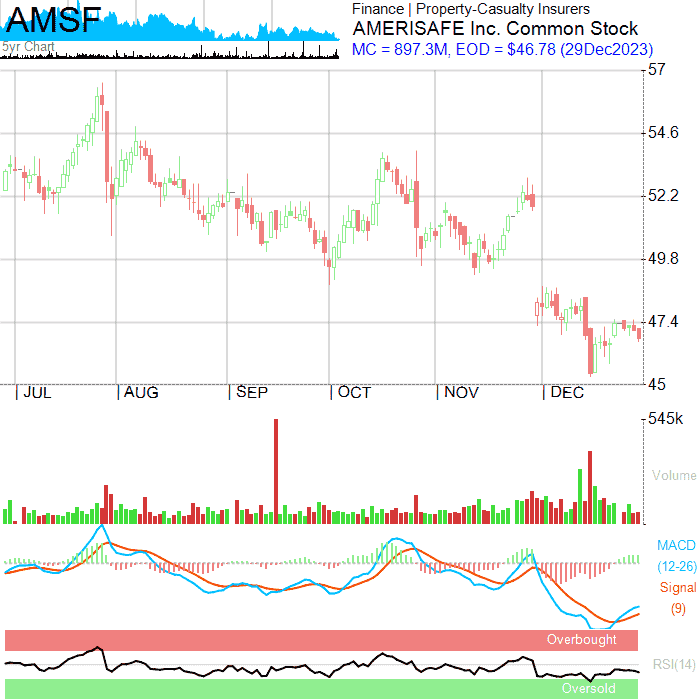 AMSF
5yr Chart
Finance | Property-Casualty Insurers
AMERISAFE Inc. Common Stock
MC = 897.3M, EOD = $46.78 (29Dec2023)
57
54.6
52.2
49.8
47.4
45
| JUL | AUG | SEP | OCT | NOV | DEC
545k
Volume
MACD
(12-26)
Signal
(9)
Overbought
RSI(14)
Oversold